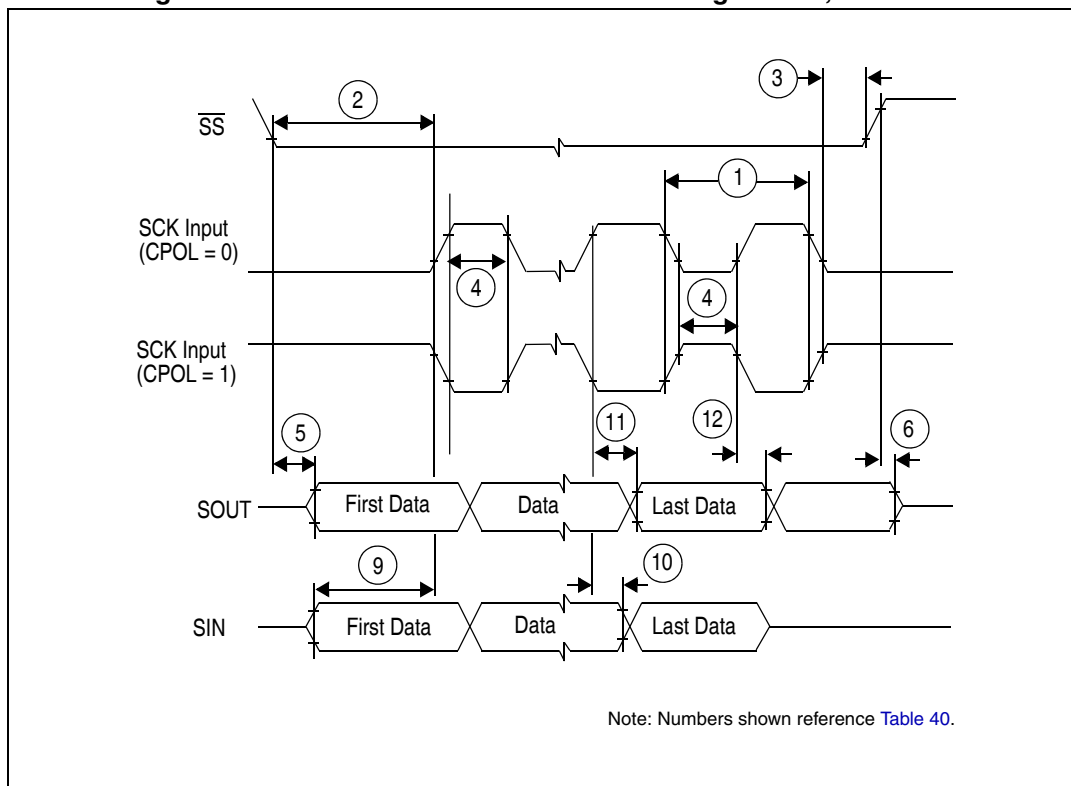 2
3
SS
1
SCK Input
(CPOL = 0)
4
4
SCK Input
(CPOL = 1)
5
11
12
6
SOUT
First Data
Data
Last Data
9
10
SIN
First Data
Data
Last Data
Note: Numbers shown reference Table 40.